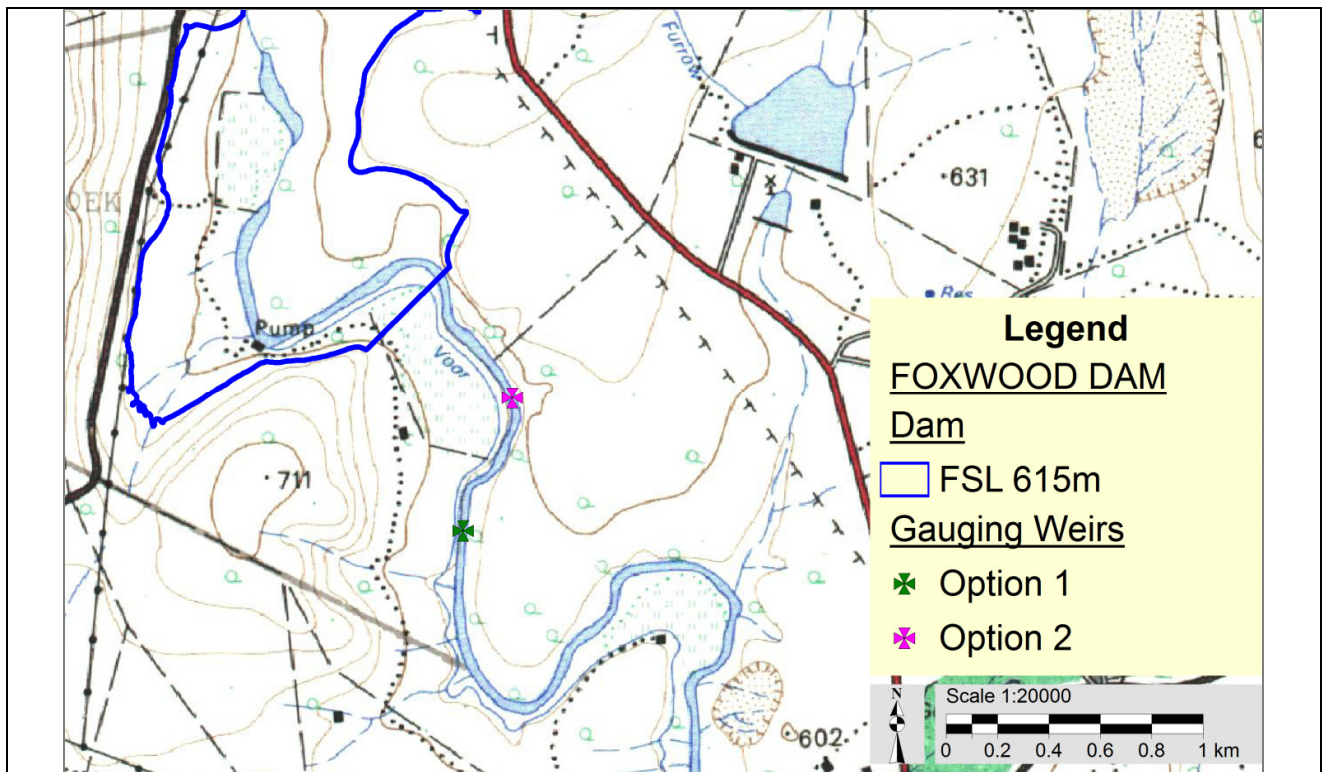 Furrow
631
OEK
Res
Pump
Voor
711
602
Legend
FOXWOOD DAM
Dam
FSL 615m
Gauging Weirs
Option 1
Option 2
N
Scale 1:20000
0 0.2 0.4 0.6 0.8 1 km